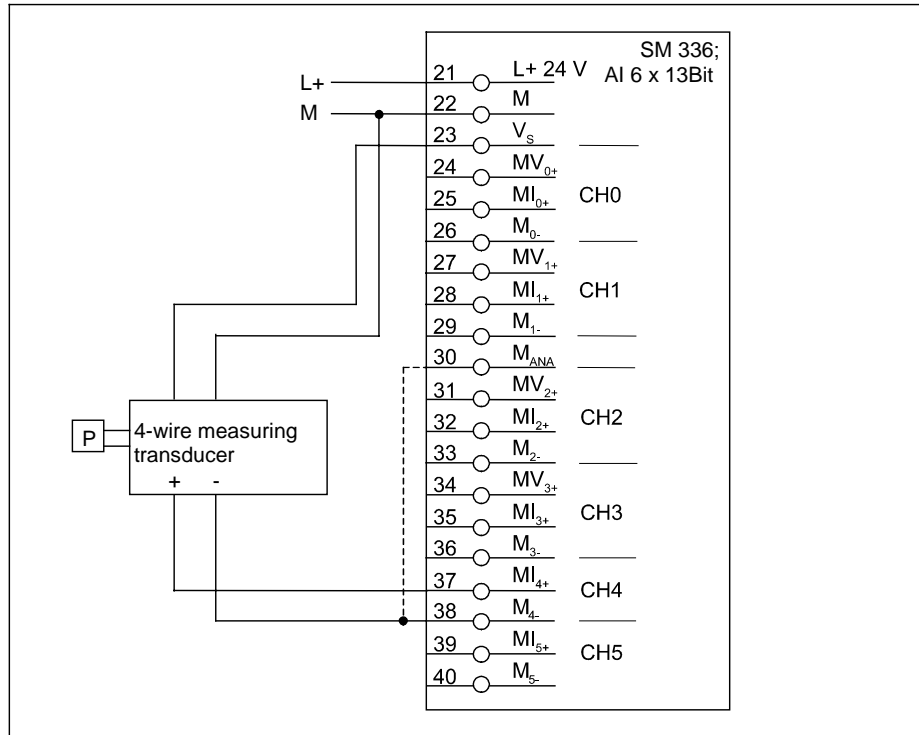 SM 336;
AI 6 x 13Bit
L+
M
21 L+ 24 V
22 M
23 VS
24 MV0+
25 MI0+ CH0
26 M0-
27 MV1+
28 MI1+ CH1
29 M1-
30 MANA
31 MV2+
32 MI2+ CH2
33 M2-
34 MV3+
35 MI3+ CH3
36 M3-
37 MI4+ CH4
38 M4-
39 MI5+ CH5
40 M5-
P
4-wire measuring
transducer
+ -